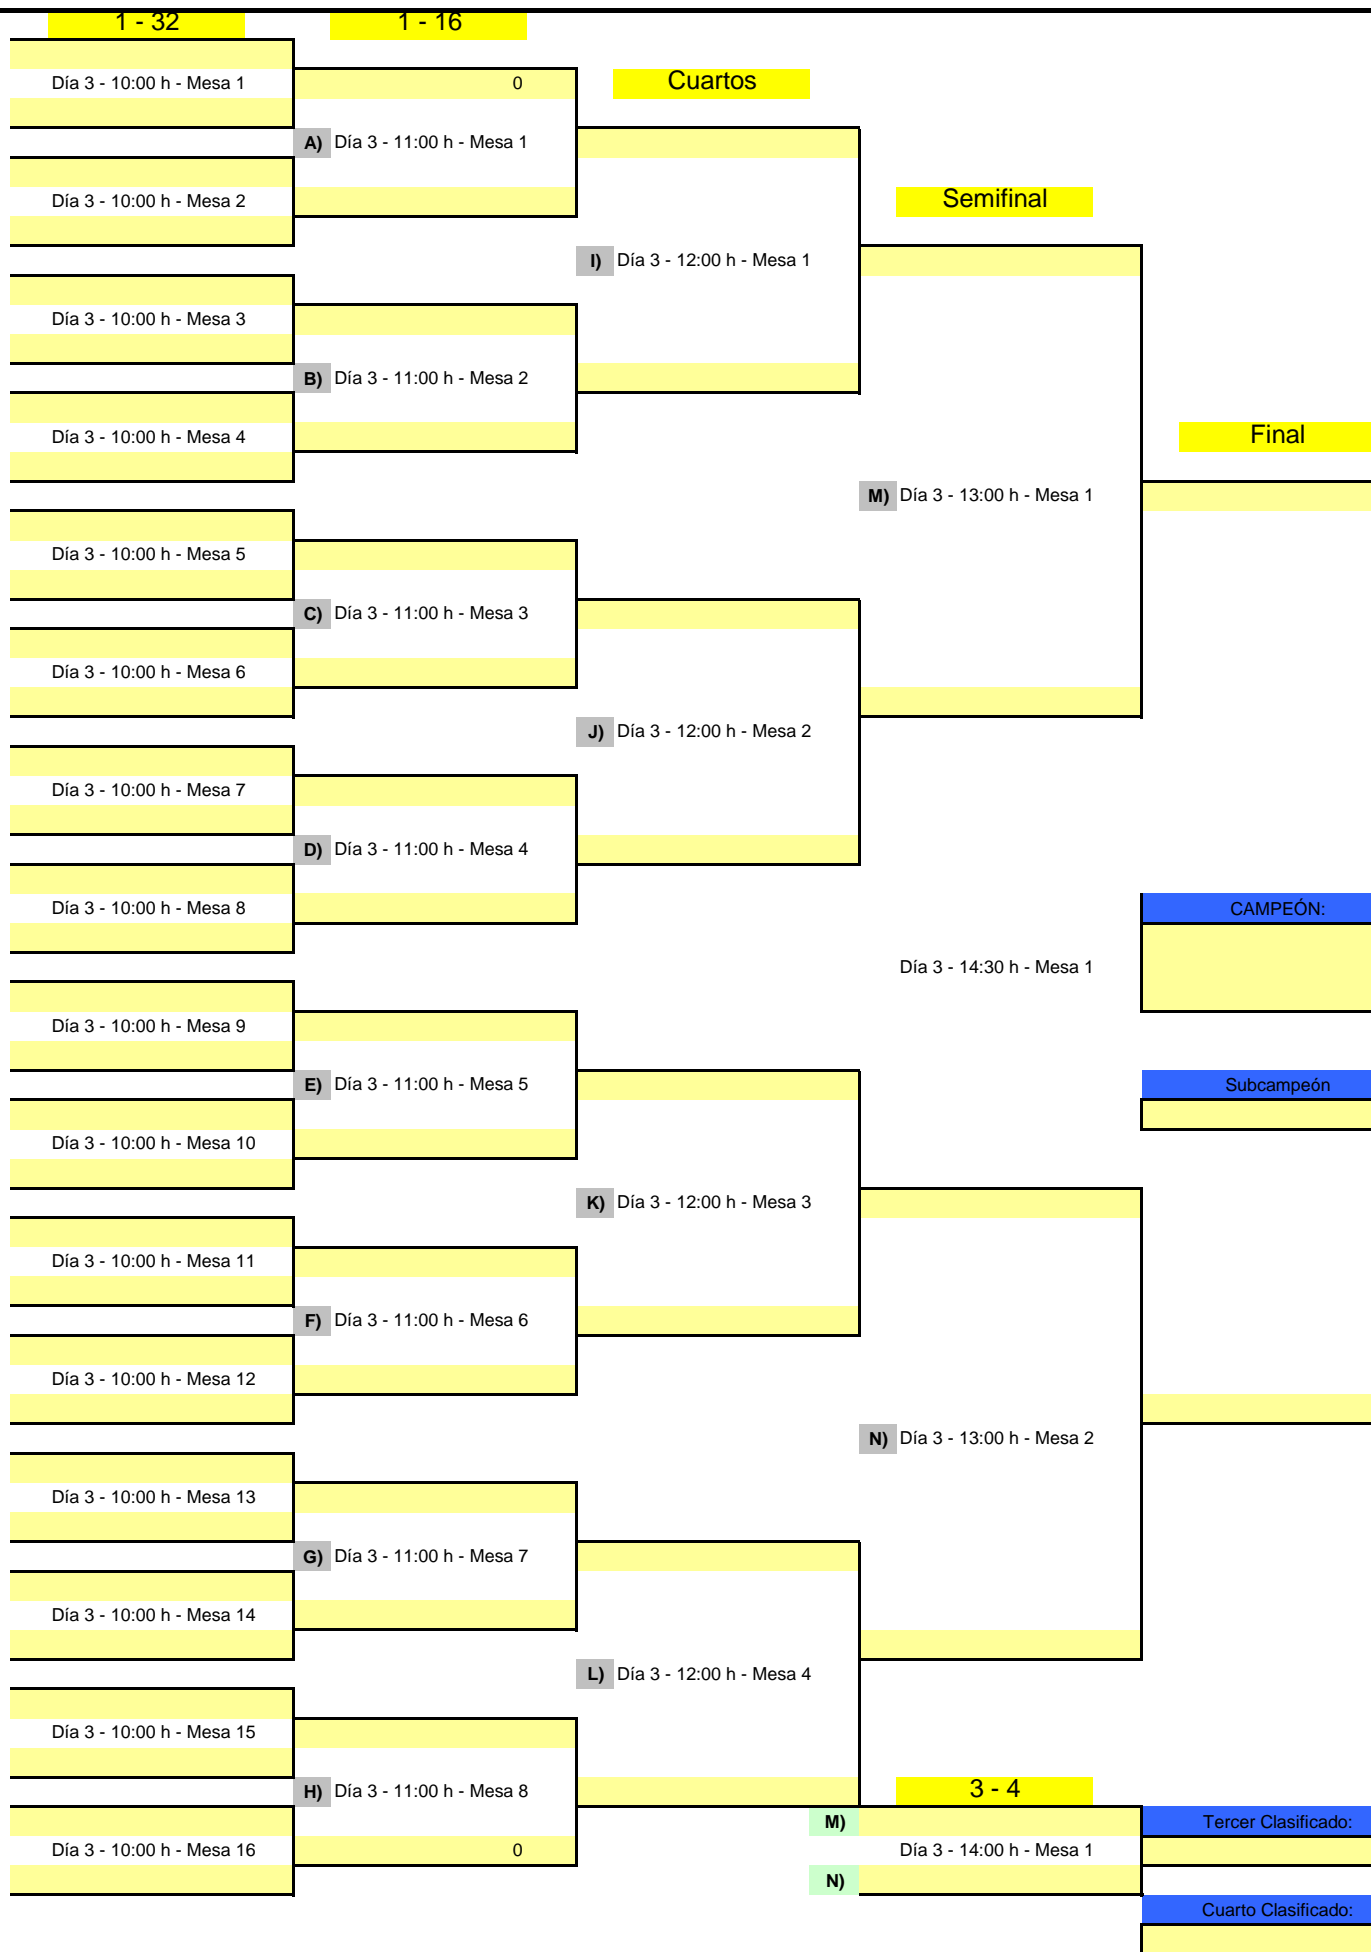 1 - 32
1 - 16
Día 3 - 10:00 h - Mesa 1
0
Cuartos
A) Día 3 - 11:00 h - Mesa 1
Día 3 - 10:00 h - Mesa 2
Semifinal
I) Día 3 - 12:00 h - Mesa 1
Día 3 - 10:00 h - Mesa 3
B) Día 3 - 11:00 h - Mesa 2
Día 3 - 10:00 h - Mesa 4
Final
M) Día 3 - 13:00 h - Mesa 1
Día 3 - 10:00 h - Mesa 5
C) Día 3 - 11:00 h - Mesa 3
Día 3 - 10:00 h - Mesa 6
J) Día 3 - 12:00 h - Mesa 2
Día 3 - 10:00 h - Mesa 7
D) Día 3 - 11:00 h - Mesa 4
Día 3 - 10:00 h - Mesa 8
CAMPEÓN:
Día 3 - 14:30 h - Mesa 1
Día 3 - 10:00 h - Mesa 9
E) Día 3 - 11:00 h - Mesa 5
Subcampeón
Día 3 - 10:00 h - Mesa 10
K) Día 3 - 12:00 h - Mesa 3
Día 3 - 10:00 h - Mesa 11
F) Día 3 - 11:00 h - Mesa 6
Día 3 - 10:00 h - Mesa 12
N) Día 3 - 13:00 h - Mesa 2
Día 3 - 10:00 h - Mesa 13
G) Día 3 - 11:00 h - Mesa 7
Día 3 - 10:00 h - Mesa 14
L) Día 3 - 12:00 h - Mesa 4
Día 3 - 10:00 h - Mesa 15
H) Día 3 - 11:00 h - Mesa 8
3 - 4
M)
Tercer Clasificado:
Día 3 - 10:00 h - Mesa 16
0
Día 3 - 14:00 h - Mesa 1
N)
Cuarto Clasificado: